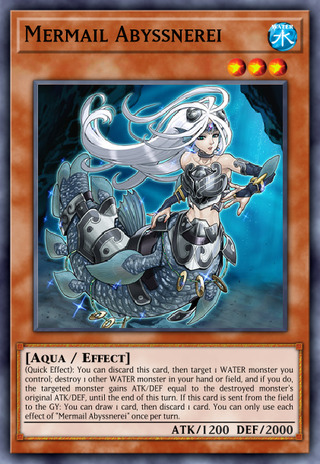 Mermail Abyssnerei
WATER
水
[Aqua / Effect]
(Quick Effect): You can discard this card, then target 1 WATER monster you
control; destroy 1 other WATER monster in your hand or field, and if you do,
the targeted monster gains ATK/DEF equal to the destroyed monster's
original ATK/DEF, until the end of this turn. If this card is sent from the field
to the GY: You can draw 1 card, then discard 1 card. You can only use each
effect of "Mermail Abyssnerei" once per turn.
ATK/1200 DEF/2000